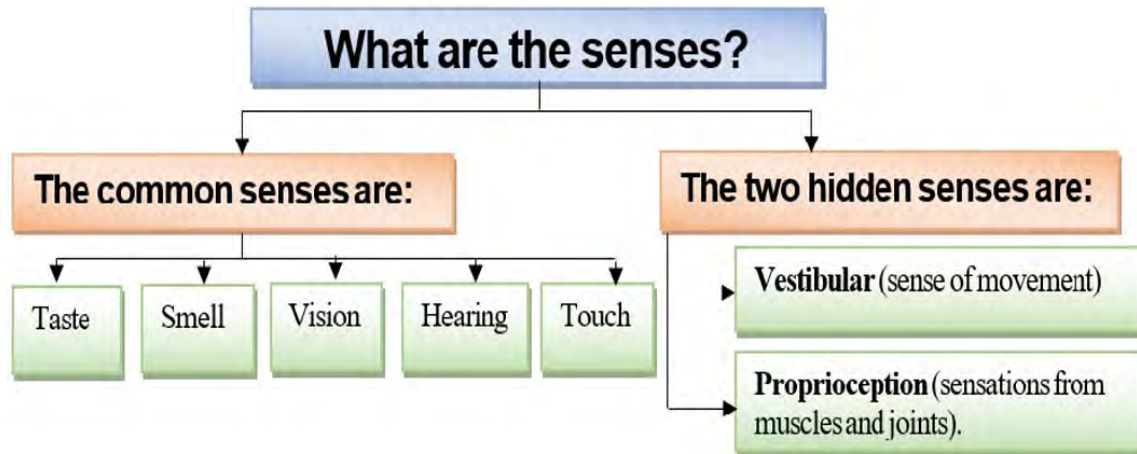 What are the senses?
The common senses are:
The two hidden senses are:
Taste
Smell
Vision
Hearing
Touch
Vestibular (sense of movement)
Proprioception (sensations from
muscles and joints).